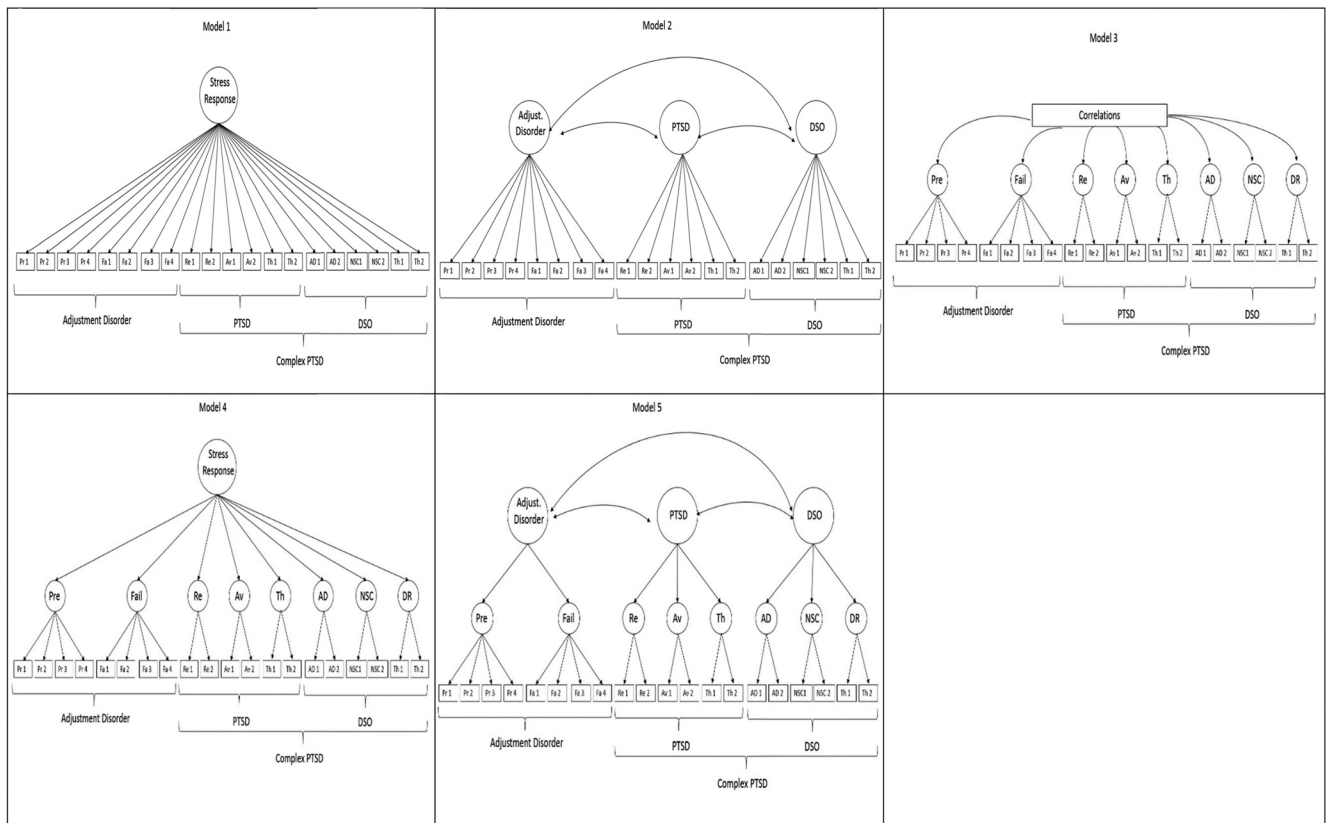 Model 1
Stress
Response
Pr 1 Pr 2 Pr 3 Pr 4 Fa 1 Fa 2 Fa 3 Fa 4 Re 1 Re 2 Av 1 Av 2 Th 1 Th 2 AD 1 AD 2 NSC1 NSC 2 Th 1 Th 2
Adjustment Disorder PTSD DSO
Complex PTSD
Model 2
Adjust.
Disorder PTSD DSO
Pr 1 Pr 2 Pr 3 Pr 4 Fa 1 Fa 2 Fa 3 Fa 4 Re 1 Re 2 Av 1 Av 2 Th 1 Th 2 AD 1 AD 2 NSC1 NSC 2 Th 1 Th 2
Adjustment Disorder PTSD DSO
Complex PTSD
Model 3
Correlations
Pre Fail Re Av Th AD NSC DR
Pr 1 Pr 2 Pr 3 Pr 4 Fa 1 Fa 2 Fa 3 Fa 4 Re 1 Re 2 Av 1 Av 2 Th 1 Th 2 AD 1 AD 2 NSC1 NSC 2 Th 1 Th 2
Adjustment Disorder PTSD DSO
Complex PTSD
Model 4
Stress
Response
Pre Fail Re Av Th AD NSC DR
Pr 1 Pr 2 Pr 3 Pr 4 Fa 1 Fa 2 Fa 3 Fa 4 Re 1 Re 2 Av 1 Av 2 Th 1 Th 2 AD 1 AD 2 NSC1 NSC 2 Th 1 Th 2
Adjustment Disorder PTSD DSO
Complex PTSD
Model 5
Adjust.
Disorder PTSD DSO
Pre Fail Re Av Th AD NSC DR
Pr 1 Pr 2 Pr 3 Pr 4 Fa 1 Fa 2 Fa 3 Fa 4 Re 1 Re 2 Av 1 Av 2 Th 1 Th 2 AD 1 AD 2 NSC1 NSC 2 Th 1 Th 2
Adjustment Disorder PTSD DSO
Complex PTSD